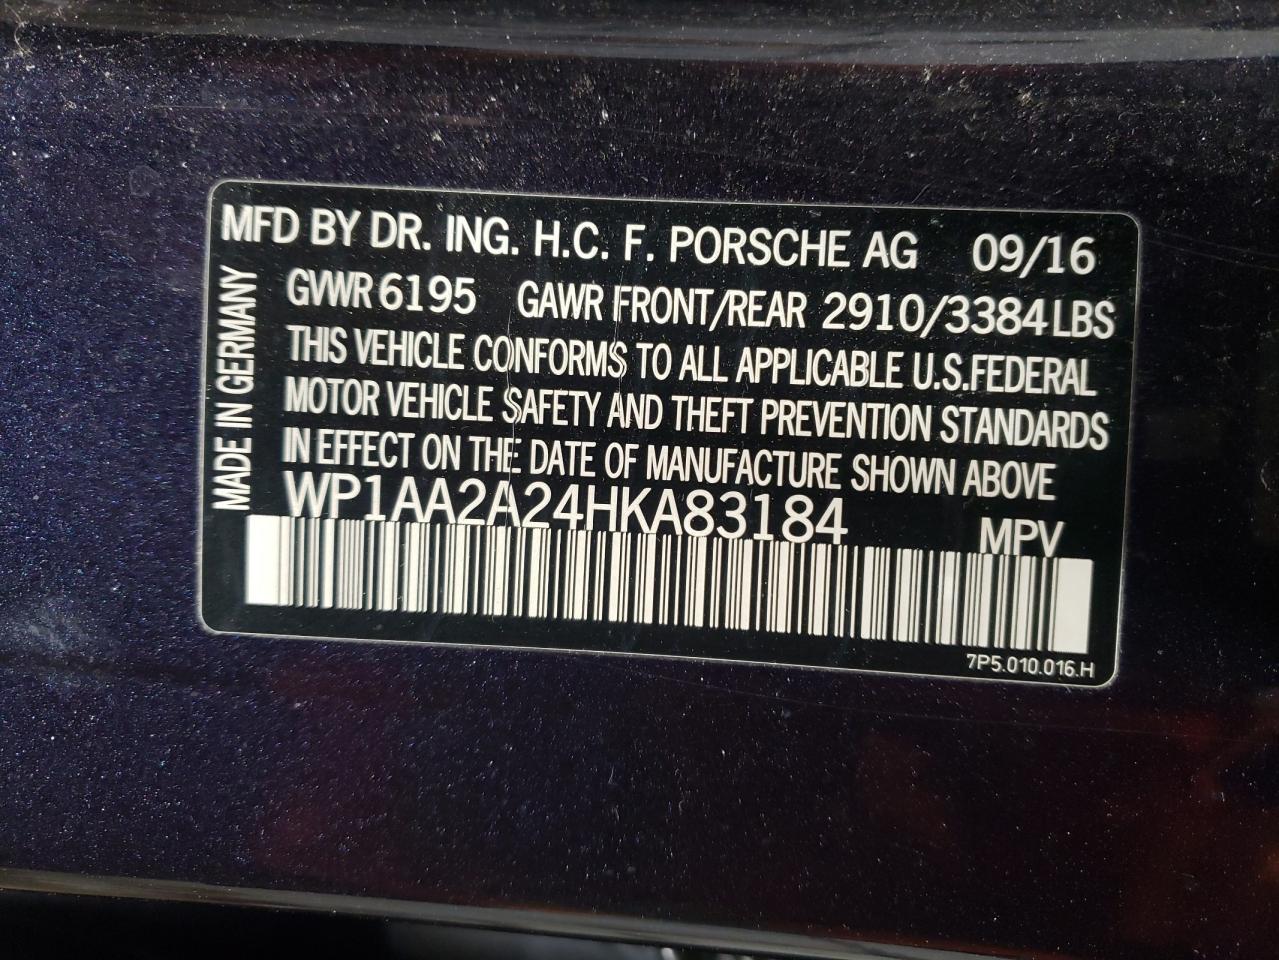 MFD BY DR. ING. H.C. F. PORSCHE AG 09/16
GVWR 6195 GAWR FRONT/REAR 2910/3384LBS
THIS VEHICLE CONFORMS TO ALL APPLICABLE U.S.FEDERAL
MOTOR VEHICLE SAFETY AND THEFT PREVENTION STANDARDS
IN EFFECT ON THE DATE OF MANUFACTURE SHOWN ABOVE
WP1AA2A24HKA83184 MPV
7P5.010.016.H
MADE IN GERMANY